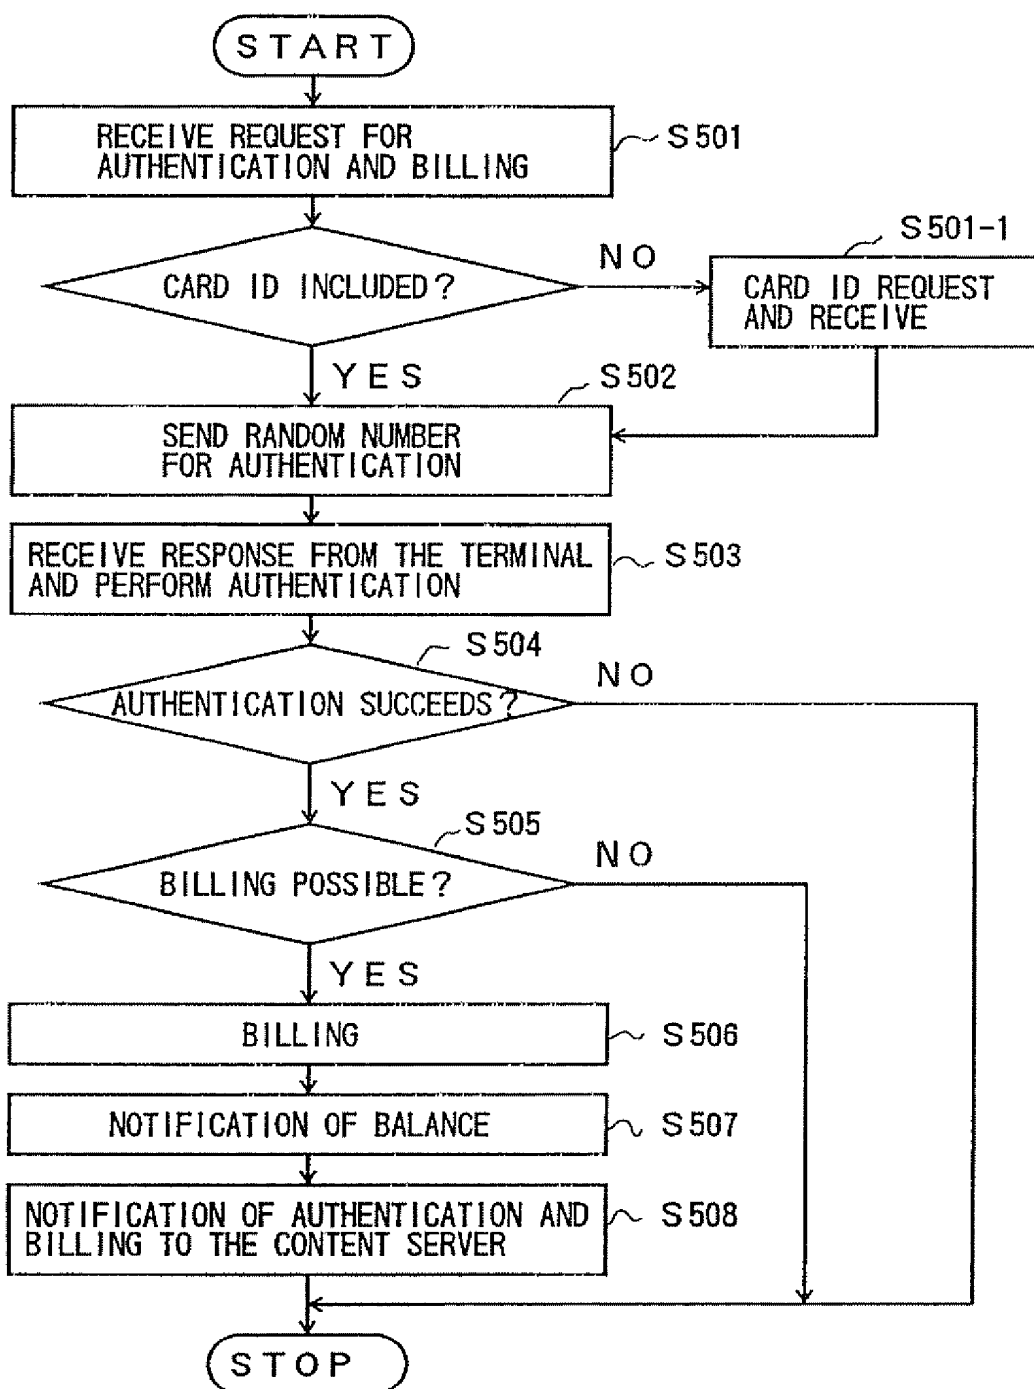 START
RECEIVE REQUEST FOR
AUTHENTICATION AND BILLING
S501
CARD ID INCLUDED?
NO
S501-1
CARD ID REQUEST
AND RECEIVE
YES
S502
SEND RANDOM NUMBER
FOR AUTHENTICATION
RECEIVE RESPONSE FROM THE TERMINAL
AND PERFORM AUTHENTICATION
S503
S504
AUTHENTICATION SUCCEEDS?
NO
YES
S505
BILLING POSSIBLE?
NO
YES
BILLING
S506
NOTIFICATION OF BALANCE
S507
NOTIFICATION OF AUTHENTICATION AND
BILLING TO THE CONTENT SERVER
S508
STOP